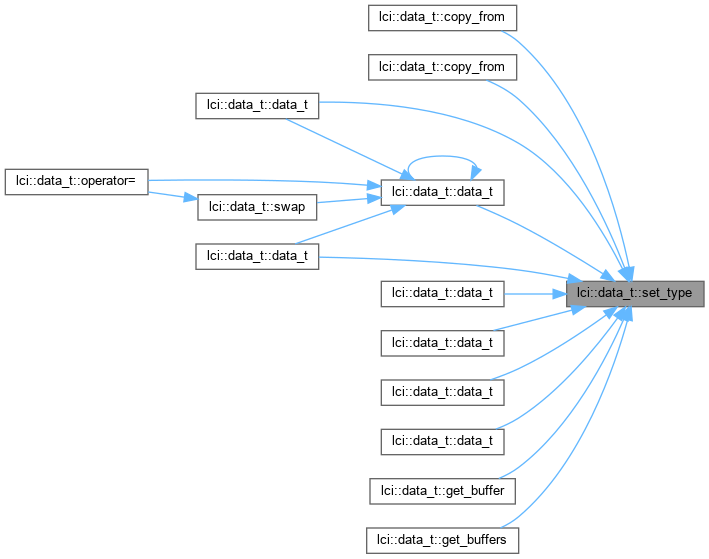 lci::data_t::copy_from
lci::data_t::copy_from
lci::data_t::data_t
lci::data_t::operator=
lci::data_t::data_t
lci::data_t::swap
lci::data_t::data_t
lci::data_t::data_t
lci::data_t::set_type
lci::data_t::data_t
lci::data_t::data_t
lci::data_t::data_t
lci::data_t::get_buffer
lci::data_t::get_buffers